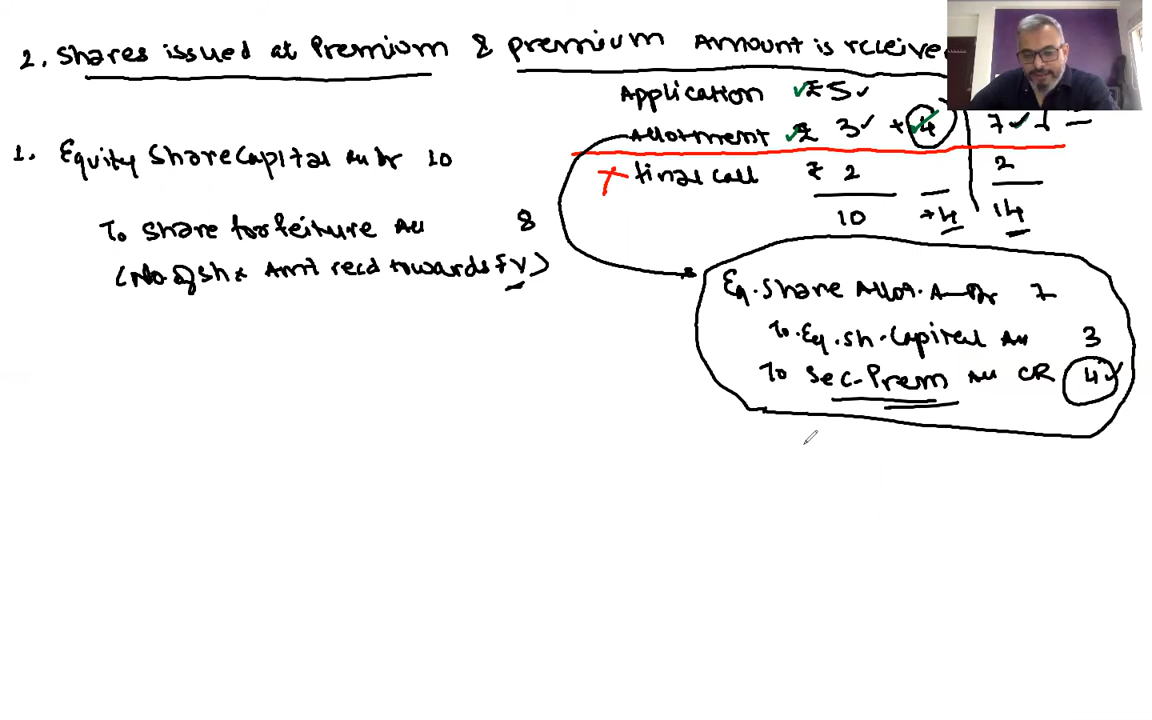 2. Shares issued at Premium & premium Amount is receive
Application ₹5
Allotment ₹ 3 + 4 7
final call ₹ 2 2
10 +4 14
1. Equity Share Capital A/c Dr 10
To Share forfeiture A/c 8
(No of sh x Amt recd towards FV)
Eq. Share Allot. A Dr 7
To. Eq. Sh. Capital A/c 3
To Sec. Prem A/c CR 4